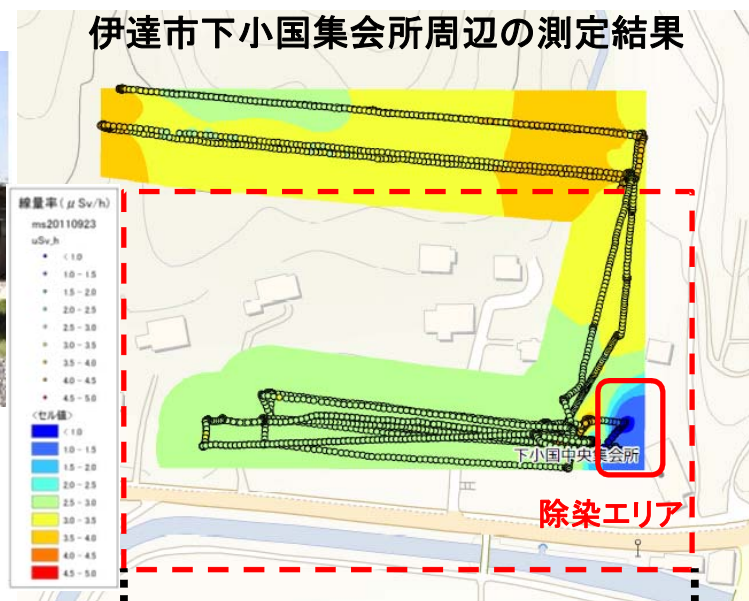 伊達市下小国集会所周辺の測定結果
線量率(μSv/h)
ms20110923
uSv_h
< 1.0
1.0 - 1.5
1.5 - 2.0
2.0 - 2.5
2.5 - 3.0
3.0 - 3.5
3.5 - 4.0
4.0 - 4.5
4.5 - 5.0
<セル値>
< 1.0
1.0 - 1.5
1.5 - 2.0
2.0 - 2.5
2.5 - 3.0
3.0 - 3.5
3.5 - 4.0
4.0 - 4.5
4.5 - 5.0
下小国中央集会所
除染エリア